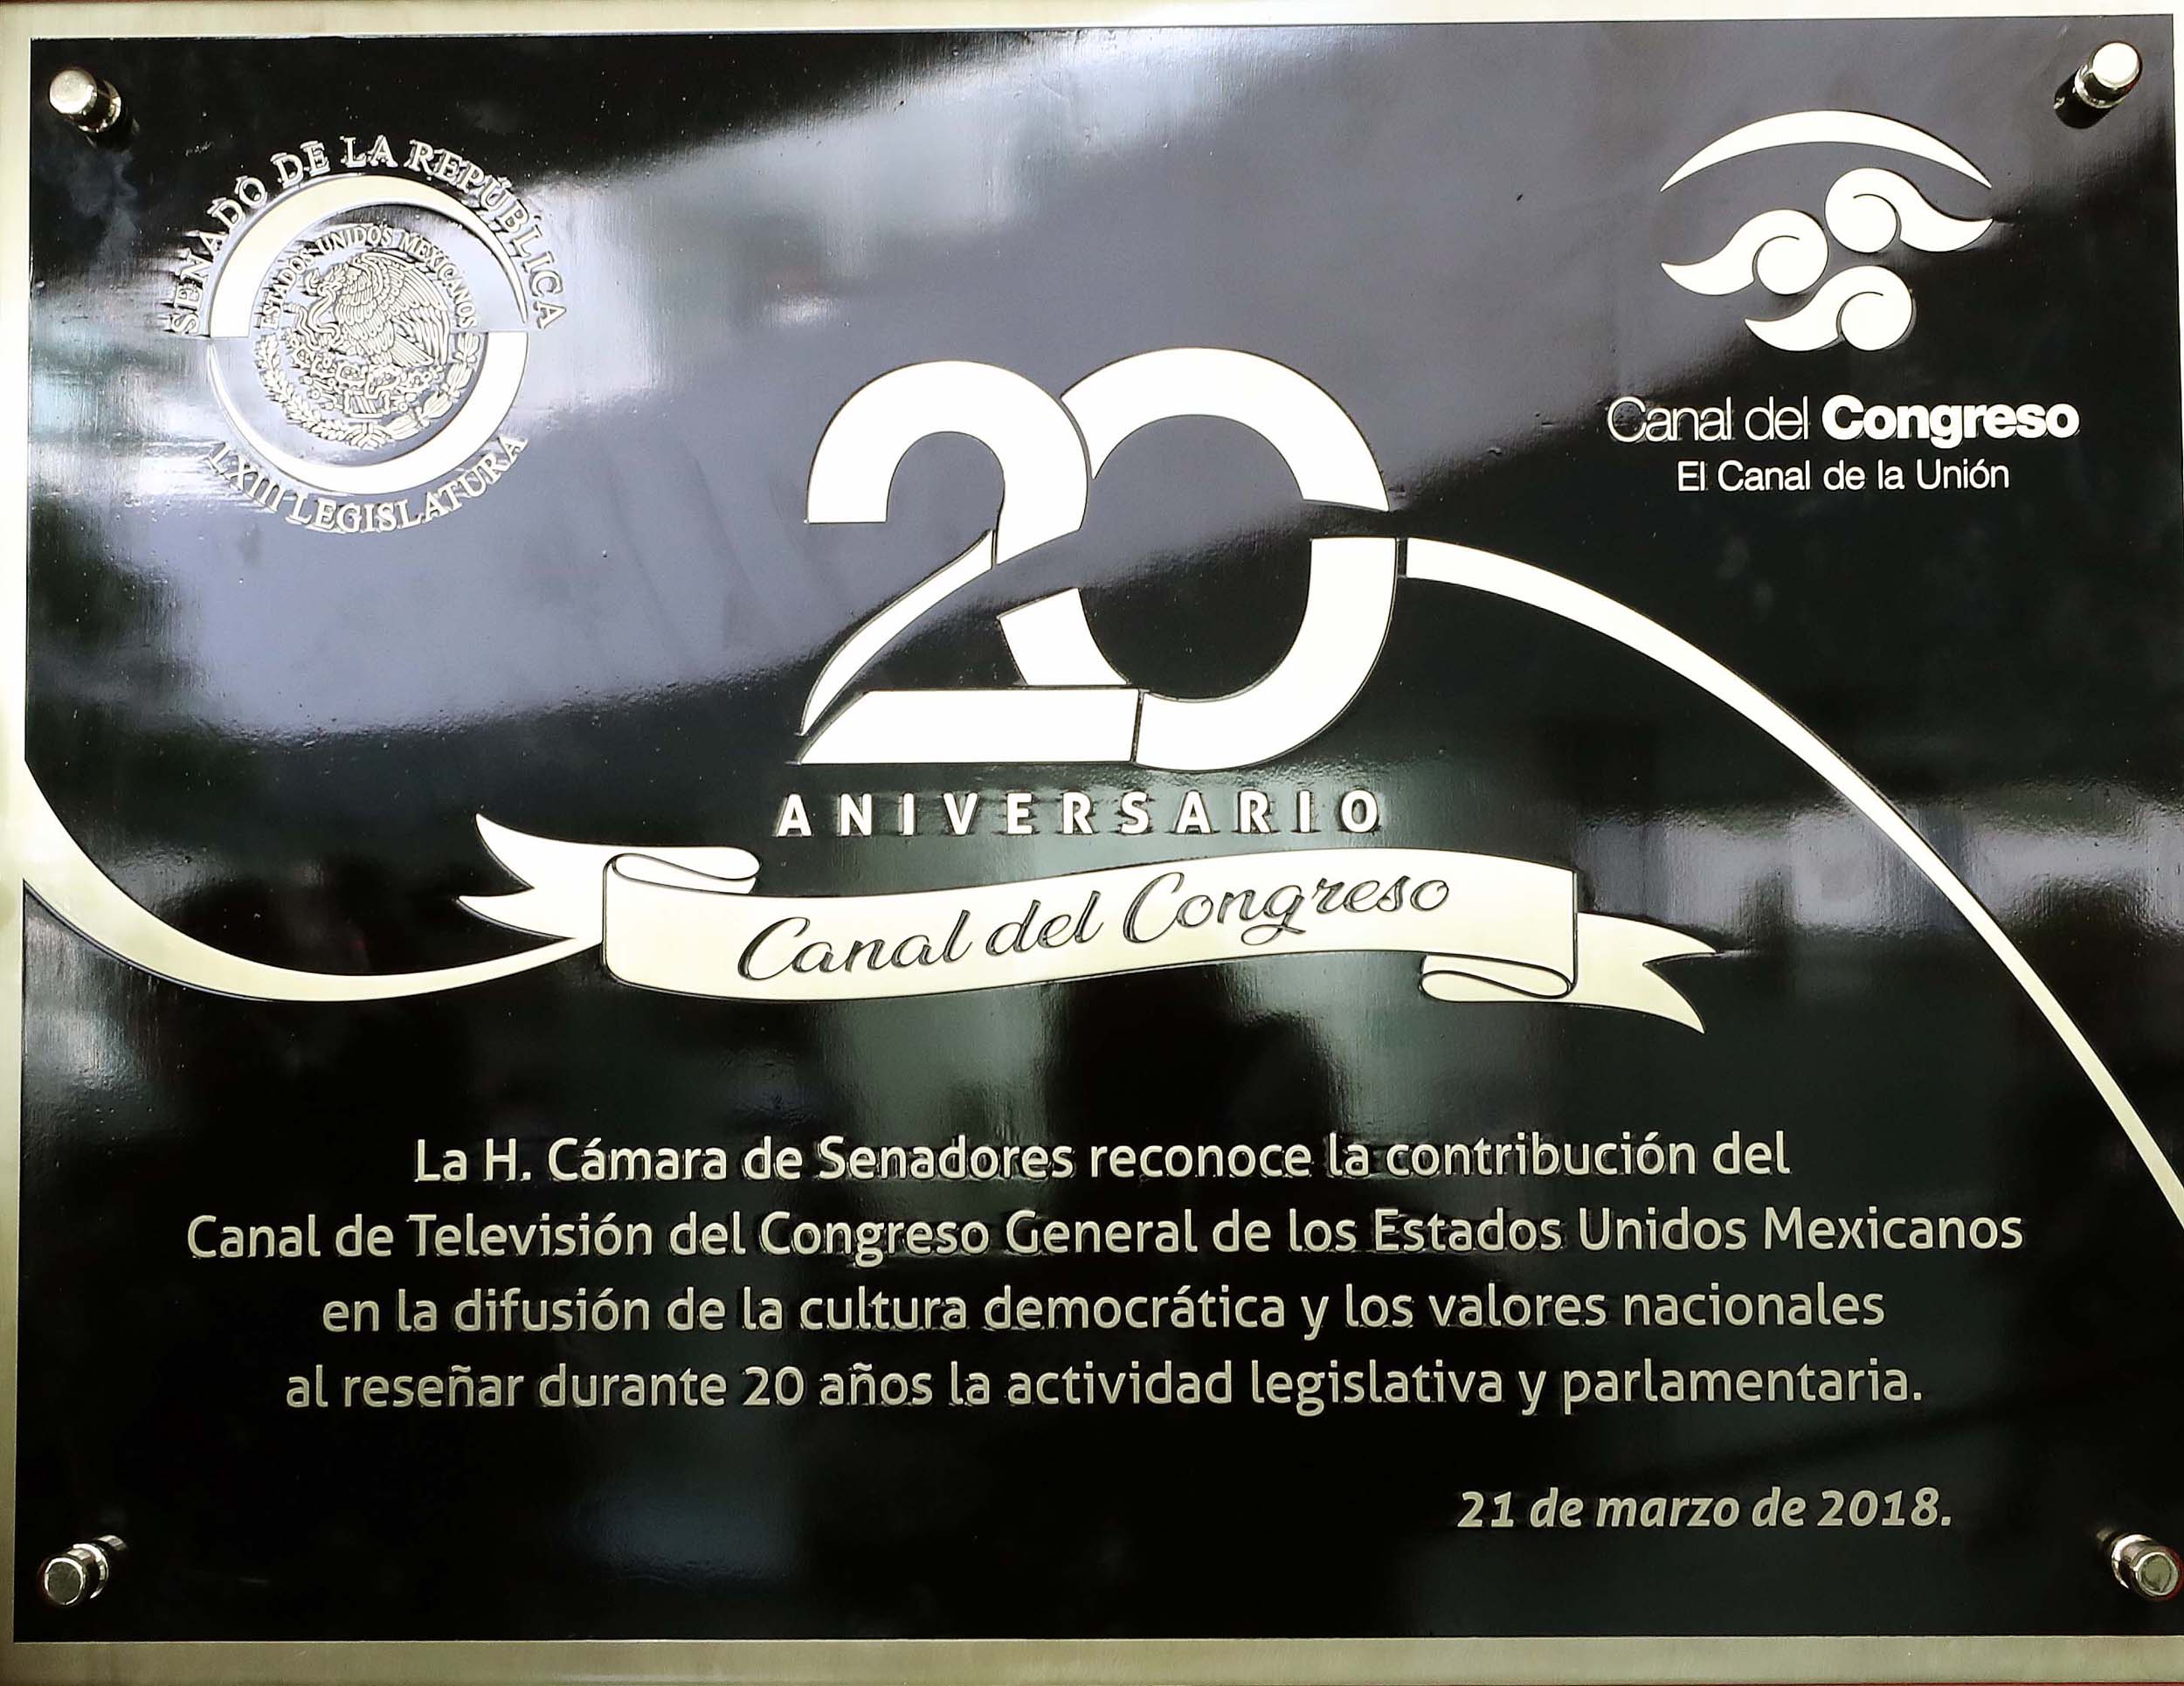 SENADO DE LA REPÚBLICA
ESTADOS UNIDOS MEXICANOS
LXIII LEGISLATURA
Canal del Congreso
El Canal de la Unión
20
ANIVERSARIO
Canal del Congreso
La H. Cámara de Senadores reconoce la contribución del
Canal de Televisión del Congreso General de los Estados Unidos Mexicanos
en la difusión de la cultura democrática y los valores nacionales
al reseñar durante 20 años la actividad legislativa y parlamentaria.
21 de marzo de 2018.